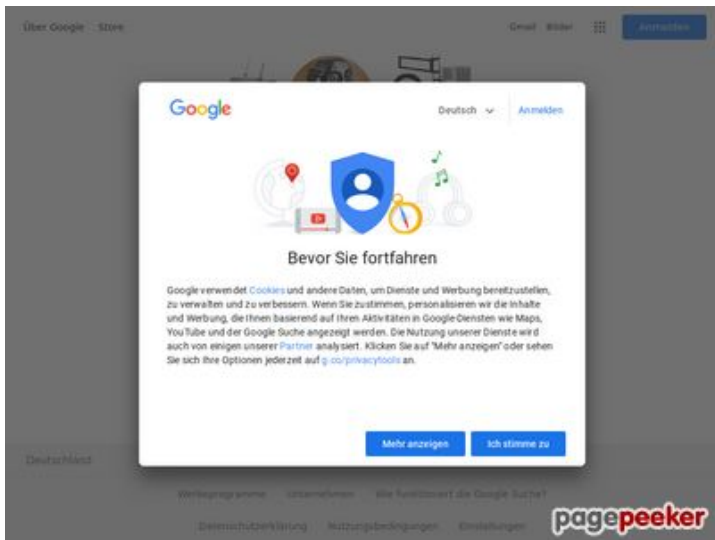 Über Google Store Gmail Bilder Anmelden
Google Deutsch Anmelden
Bevor Sie fortfahren
Google verwendet Cookies und andere Daten, um Dienste und Werbung bereitzustellen,
zu verwalten und zu verbessern. Wenn Sie zustimmen, personalisieren wir die Inhalte
und Werbung, die Ihnen basierend auf Ihren Aktivitäten in Google-Diensten wie Maps,
YouTube und der Google Suche angezeigt werden. Die Nutzung unserer Dienste wird
auch von einigen unserer Partner analysiert. Klicken Sie auf "Mehr anzeigen" oder sehen
Sie sich Ihre Optionen jederzeit auf g.co/privacytools an.
Mehr anzeigen Ich stimme zu
Deutschland
Werbeprogramme Unternehmen Wie funktioniert die Google Suche?
Datenschutzerklärung Nutzungsbedingungen Einstellungen
pagepeeker